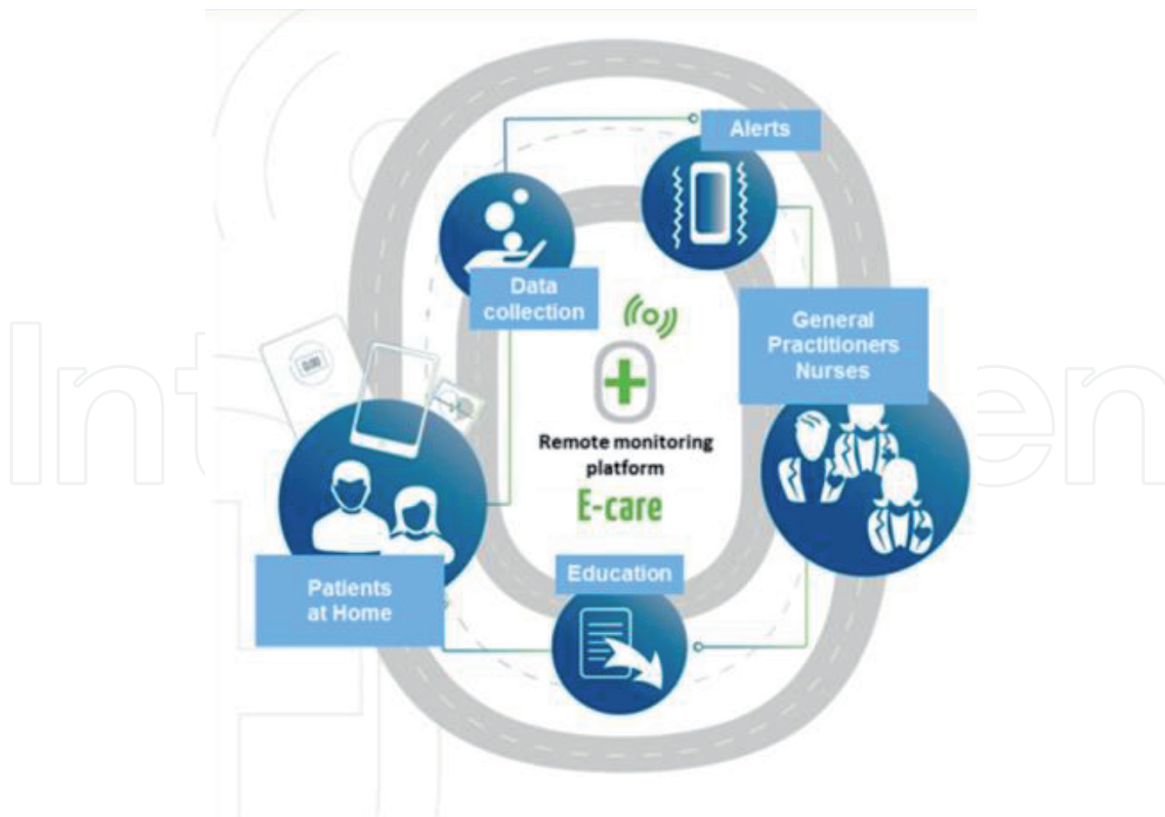 Alerts
Data
collection
General
Practitioners
Nurses
Remote monitoring
platform
E-care
Education
Patients
at Home